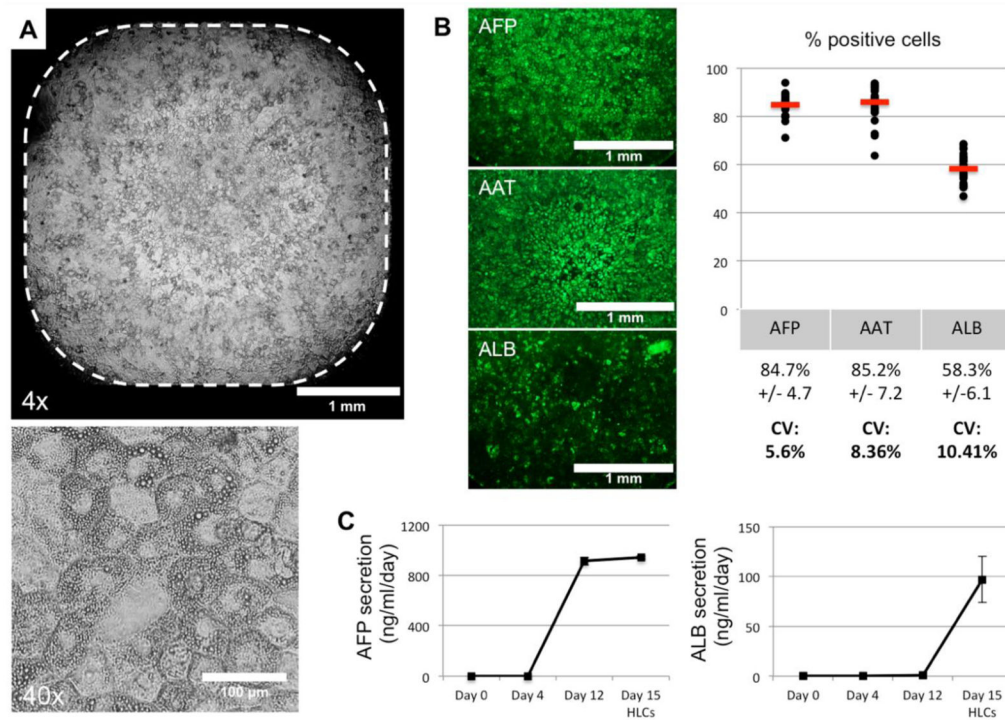 A
4x
1 mm
40x
100 µm
B
AFP
1 mm
AAT
1 mm
ALB
1 mm
% positive cells
100
80
60
40
20
0
AFP AAT ALB
84.7% 85.2% 58.3%
+/- 4.7 +/- 7.2 +/-6.1
CV: CV: CV:
5.6% 8.36% 10.41%
C
AFP secretion
(ng/ml/day)
1200
800
400
0
Day 0 Day 4 Day 12 Day 15
HLCs
ALB secretion
(ng/ml/day)
150
100
50
0
Day 0 Day 4 Day 12 Day 15
HLCs